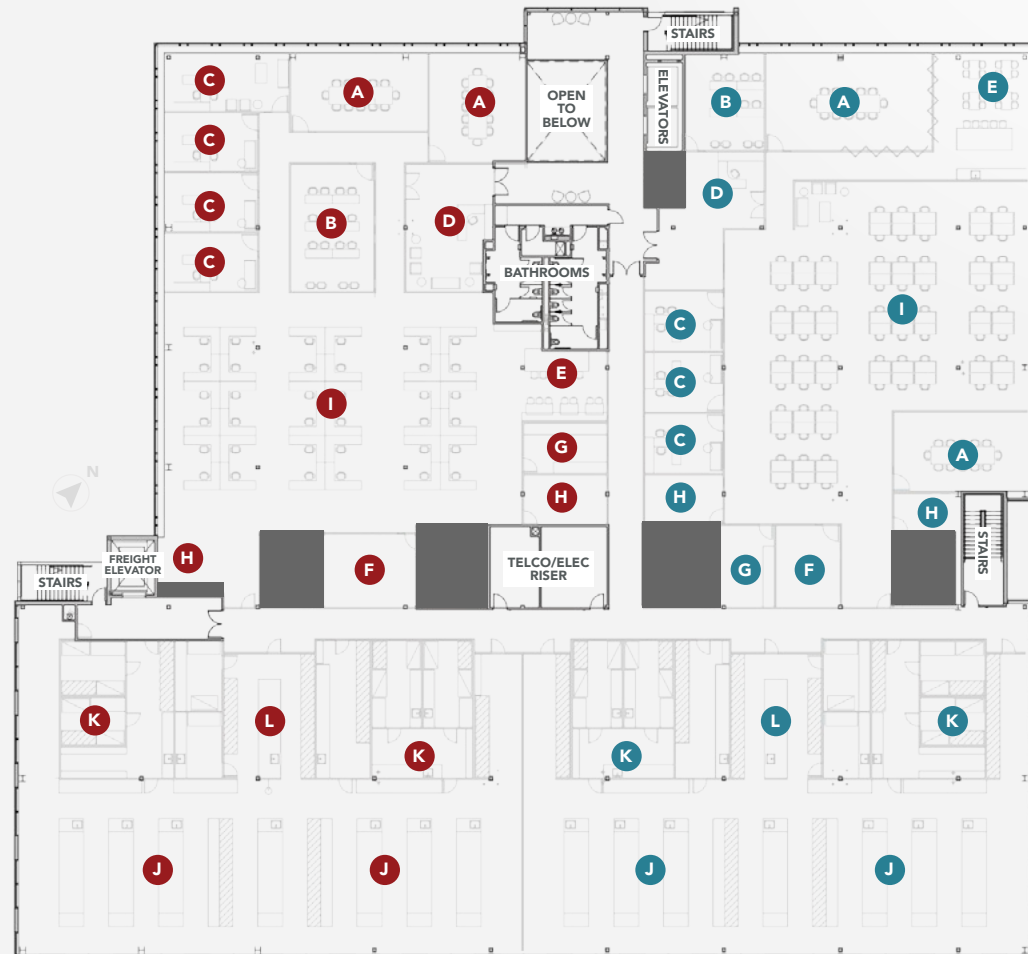 STAIRS
C
A
A
OPEN
TO
BELOW
ELEVATORS
B
A
E
C
C
B
D
D
C
BATHROOMS
C
I
I
E
C
C
G
A
H
H
H
N
H
FREIGHT
ELEVATOR
STAIRS
F
TELCO/ELEC
RISER
G
F
STAIRS
K
L
K
K
L
K
J
J
J
J